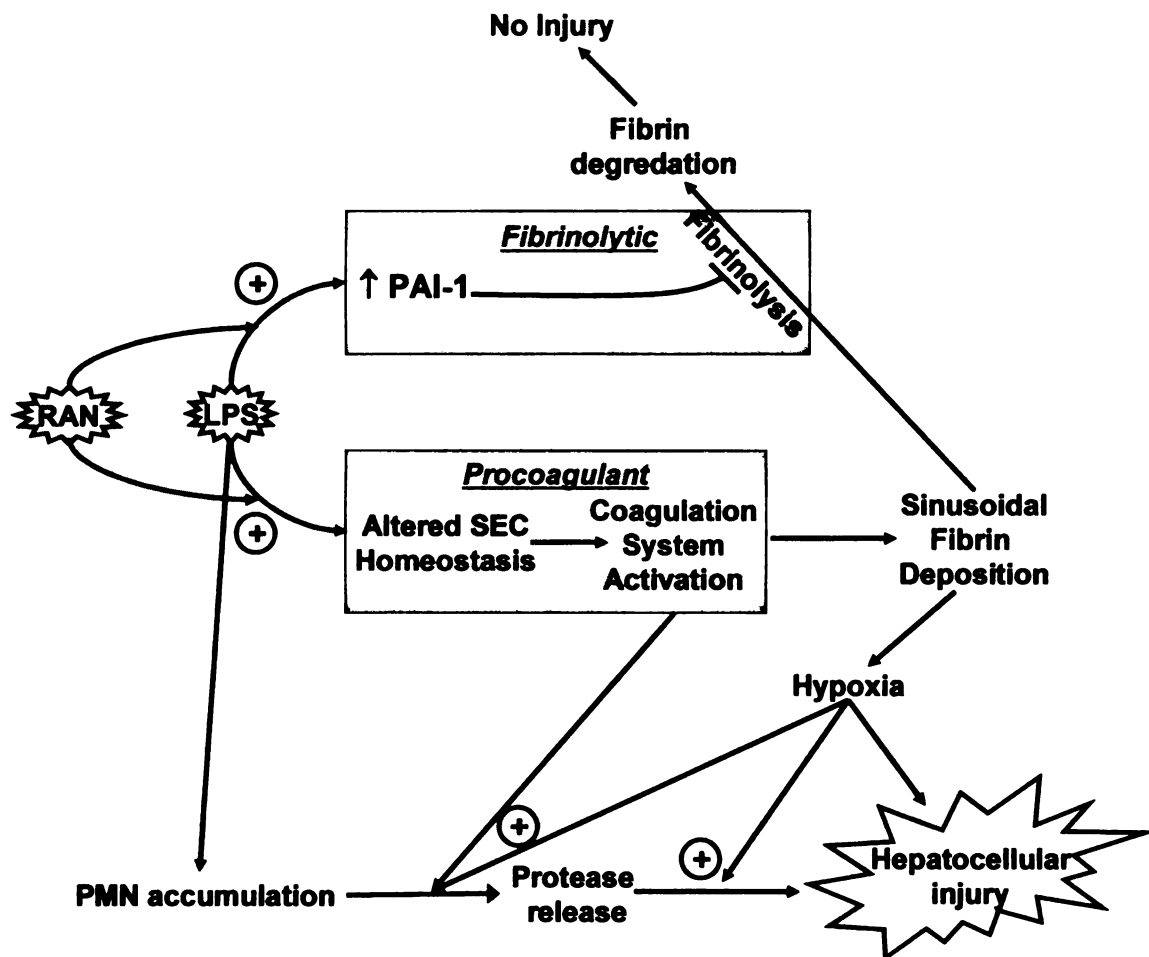 No Injury
Fibrin
degredation
Fibrinolytic
↑ PAI-1
Fibrinolysis
+
RAN
LPS
+
Procoagulant
Altered SEC
Homeostasis
Coagulation
System
Activation
Sinusoidal
Fibrin
Deposition
Hypoxia
+
+
PMN accumulation
Protease
release
Hepatocellular
injury